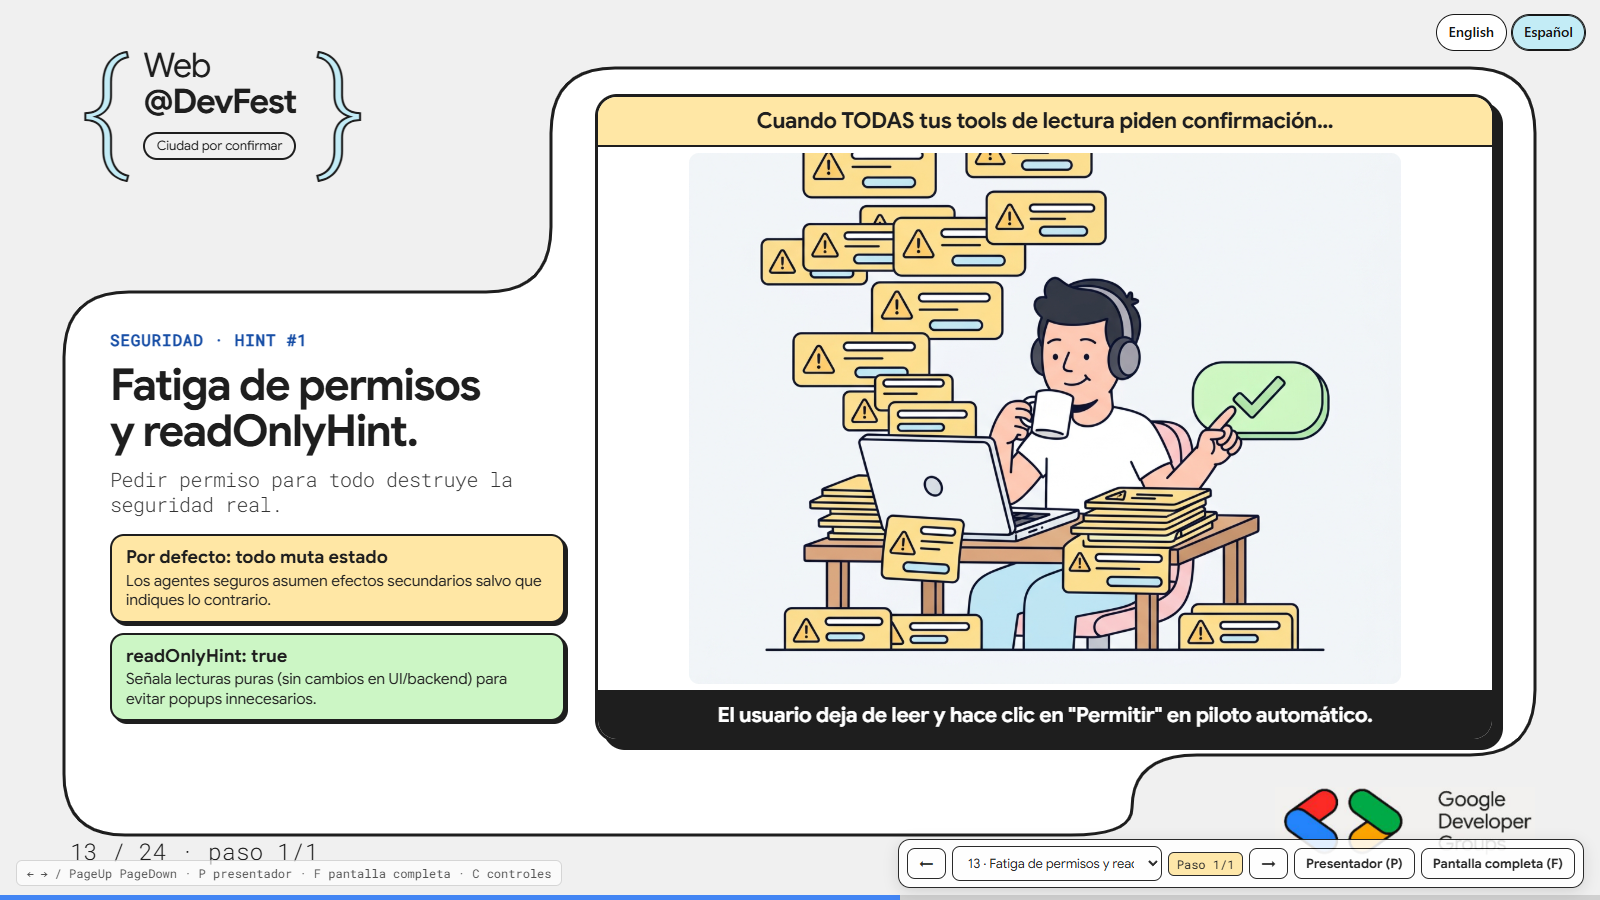 English
Español
Web
@DevFest
Ciudad por confirmar
Cuando TODAS tus tools de lectura piden confirmación...
SEGURIDAD · HINT #1
Fatiga de permisos
y readOnlyHint.
Pedir permiso para todo destruye la
seguridad real.
Por defecto: todo muta estado
Los agentes seguros asumen efectos secundarios salvo que
indiques lo contrario.
readOnlyHint: true
Señala lecturas puras (sin cambios en UI/backend) para
evitar popups innecesarios.
El usuario deja de leer y hace clic en "Permitir" en piloto automático.
Google
Developer
Groups
13 / 24 · paso 1/1
← → / PageUp PageDown · P presentador · F pantalla completa · C controles
←
13 · Fatiga de permisos y reac
Paso 1/1
→
Presentador (P)
Pantalla completa (F)